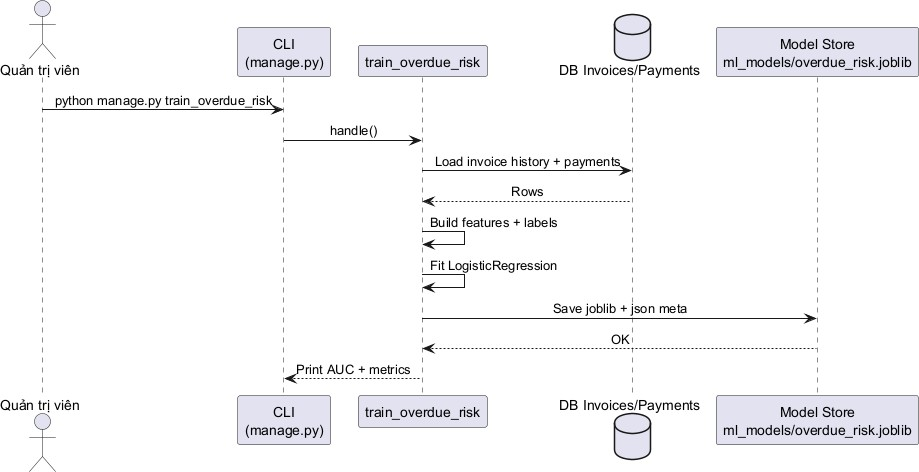 Quản trị viên
CLI
(manage.py)
train_overdue_risk
DB Invoices/Payments
Model Store
ml_models/overdue_risk.joblib
python manage.py train_overdue_risk
handle()
Load invoice history + payments
Rows
Build features + labels
Fit LogisticRegression
Save joblib + json meta
OK
Print AUC + metrics
Quản trị viên
CLI
(manage.py)
train_overdue_risk
DB Invoices/Payments
Model Store
ml_models/overdue_risk.joblib